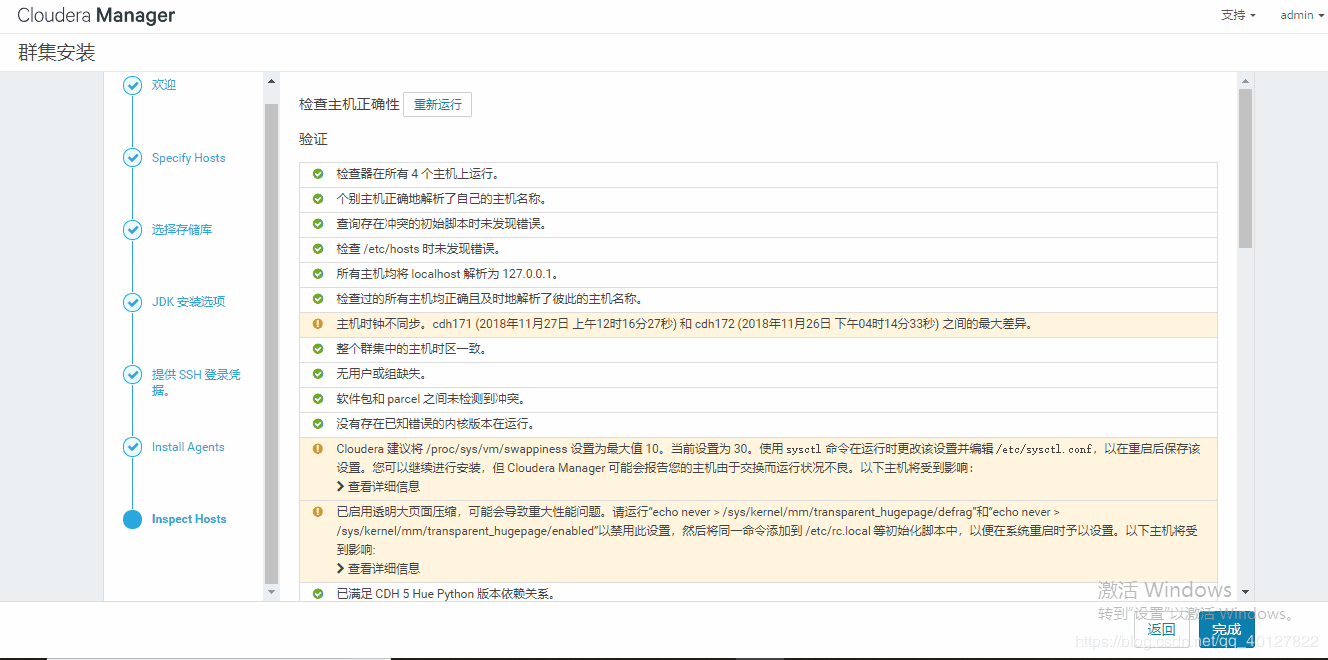 Cloudera Manager
支持 admin
群集安装
欢迎
Specify Hosts
选择存储库
JDK 安装选项
提供 SSH 登录凭
据。
Install Agents
Inspect Hosts
检查主机正确性 重新运行
验证
检查器在所有 4 个主机上运行。
个别主机正确地解析了自己的主机名称。
查询存在冲突的初始脚本时未发现错误。
检查 /etc/hosts 时未发现错误。
所有主机均将 localhost 解析为 127.0.0.1。
检查过的所有主机均正确且及时地解析了彼此的主机名称。
主机时钟不同步。cdh171 (2018年11月27日 上午12时16分27秒) 和 cdh172 (2018年11月26日 下午04时14分33秒) 之间的最大差异。
整个群集中的主机时区一致。
无用户或组缺失。
软件包和 parcel 之间未检测到冲突。
没有存在已知错误的内核版本在运行。
Cloudera 建议将 /proc/sys/vm/swappiness 设置为最大值 10。当前设置为 30。使用 sysctl 命令在运行时更改该设置并编辑 /etc/sysctl.conf，以在重启后保存该
设置。您可以继续进行安装，但 Cloudera Manager 可能会报告您的主机由于交换而运行状况不良。以下主机将受到影响：
查看详细信息
已启用透明大页面压缩，可能会导致重大性能问题。请运行“echo never > /sys/kernel/mm/transparent_hugepage/defrag”和“echo never >
/sys/kernel/mm/transparent_hugepage/enabled”以禁用此设置，然后将同一命令添加到 /etc/rc.local 等初始化脚本中，以便在系统重启时予以设置。以下主机将受
到影响:
查看详细信息
已满足 CDH 5 Hue Python 版本依赖关系。
激活 Windows
转到“设置”以激活 Windows。
返回 完成
https://blog.csdn.net/qq_40127822